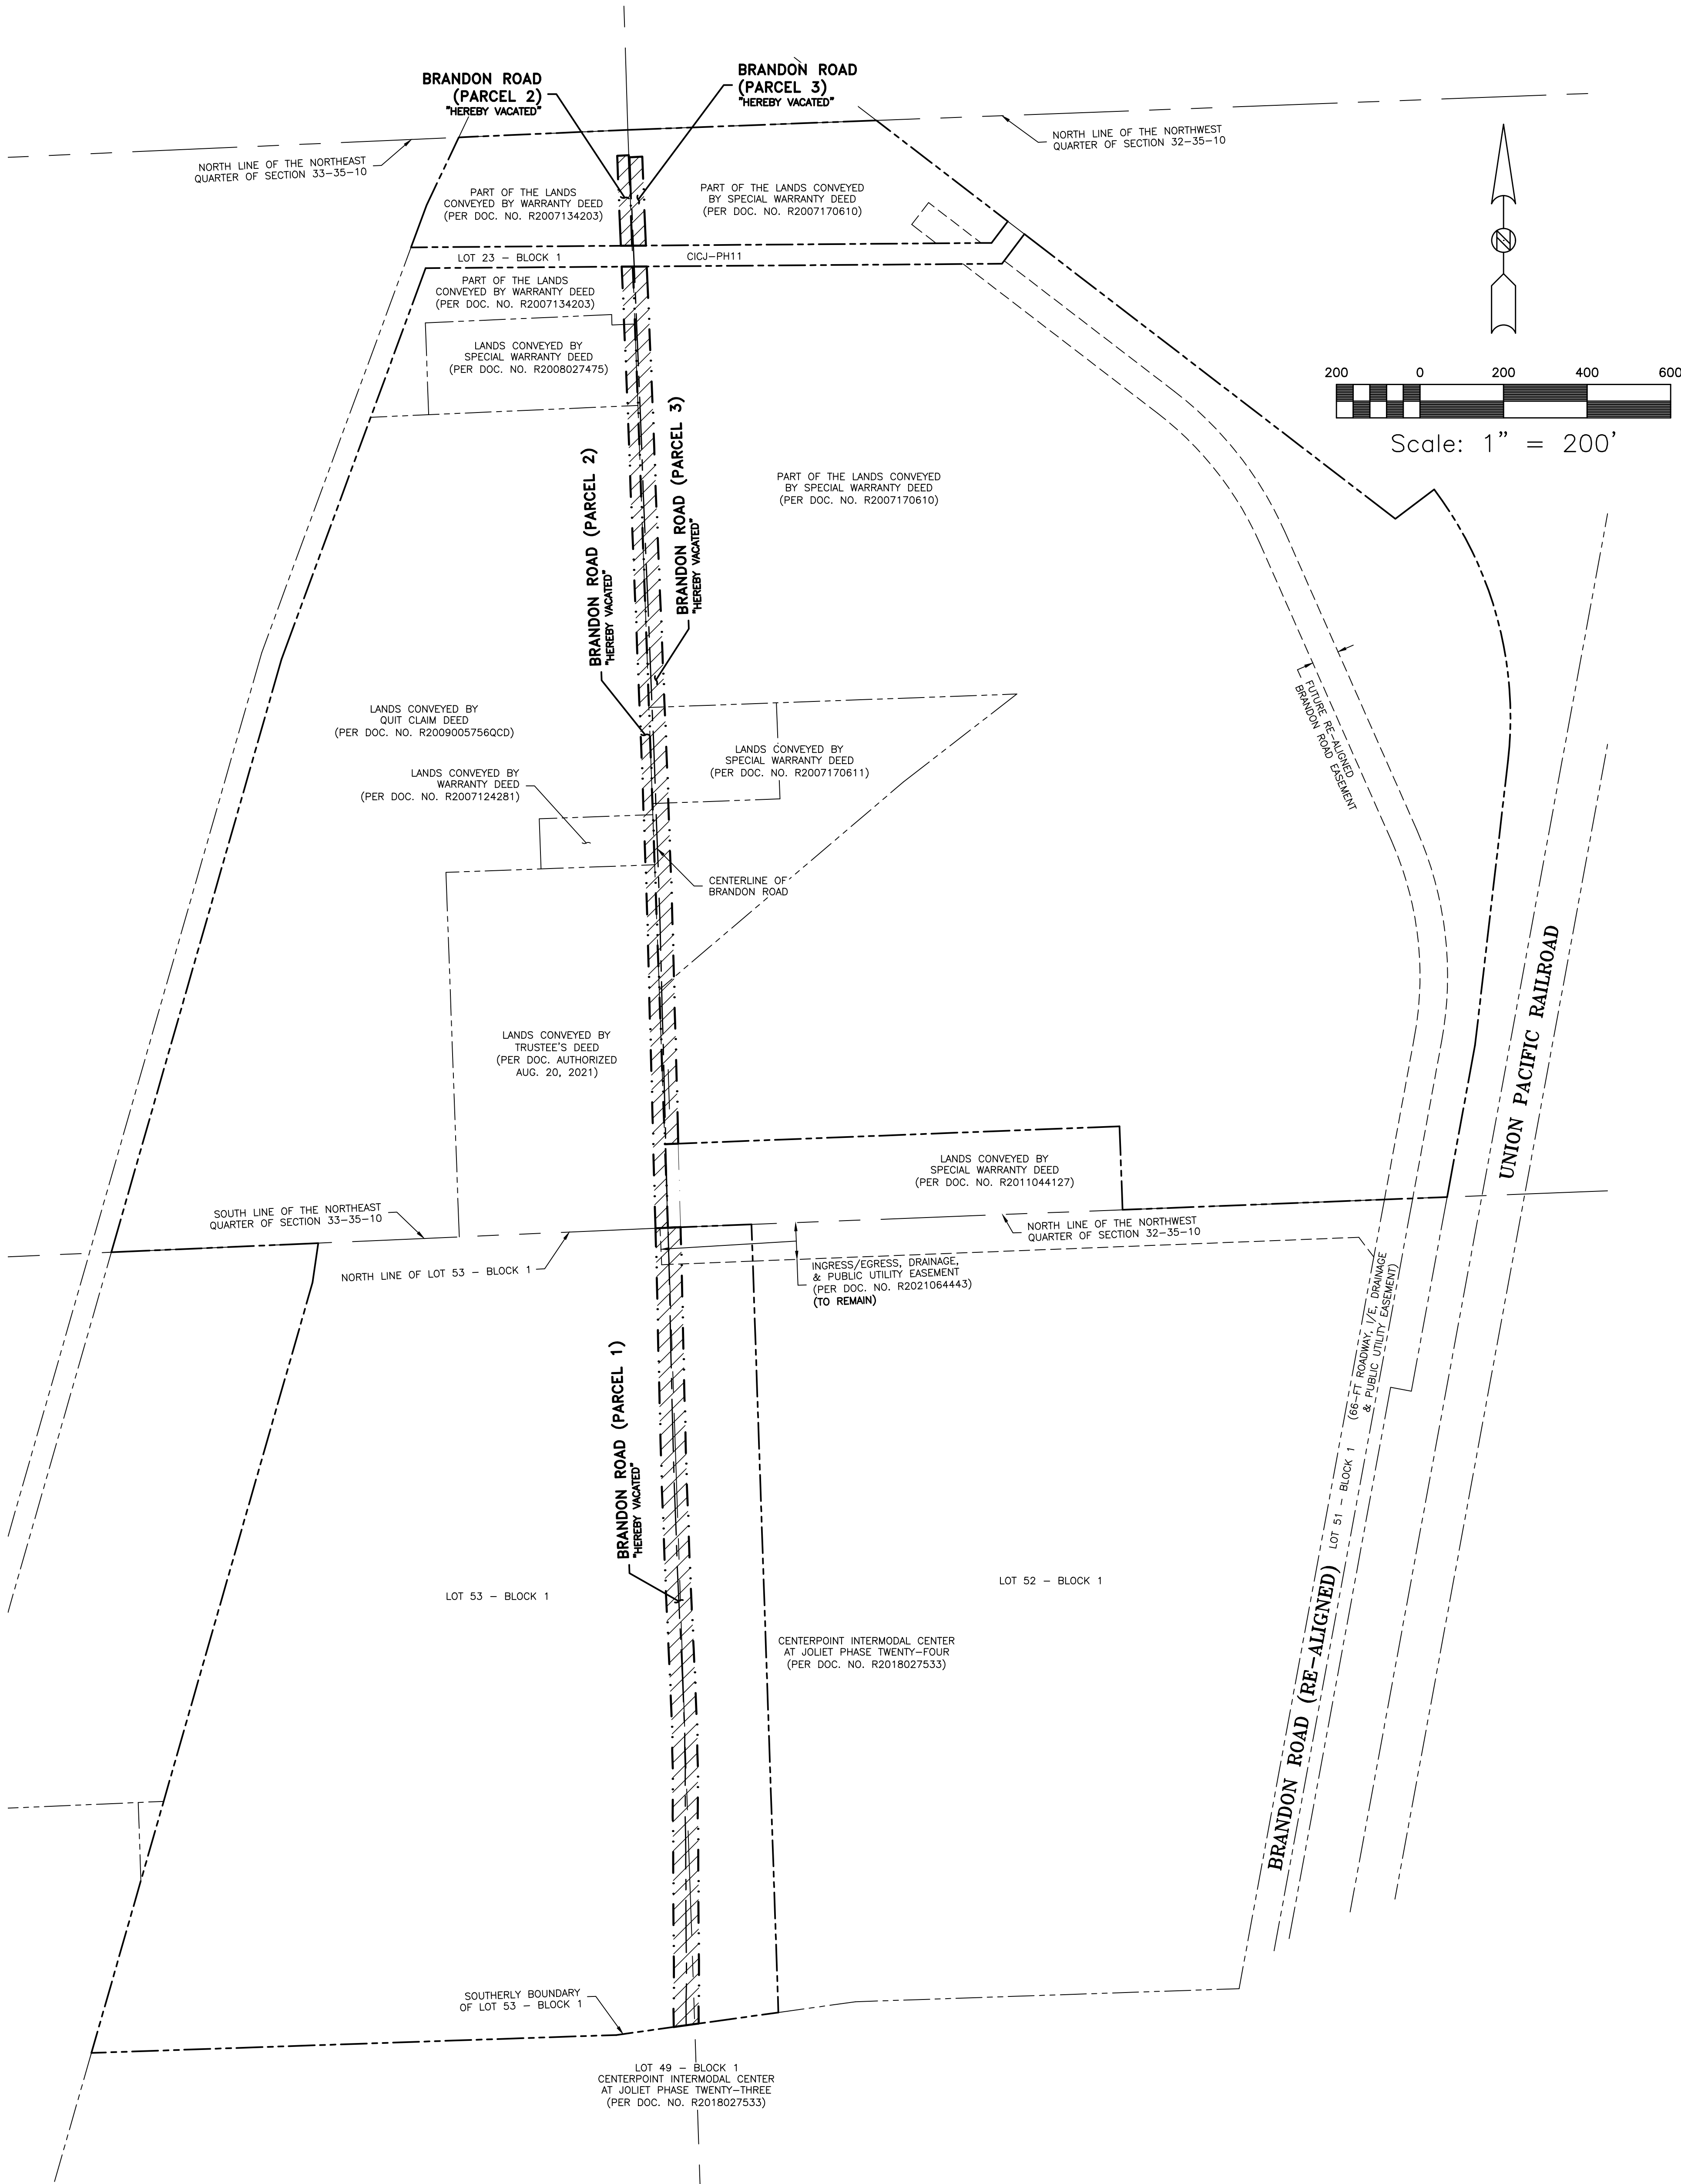 BRANDON ROAD
(PARCEL 2)
"HEREBY VACATED"
BRANDON ROAD
(PARCEL 3)
"HEREBY VACATED"
NORTH LINE OF THE NORTHEAST
QUARTER OF SECTION 33-35-10
NORTH LINE OF THE NORTHWEST
QUARTER OF SECTION 32-35-10
PART OF THE LANDS
CONVEYED BY WARRANTY DEED
(PER DOC. NO. R2007134203)
PART OF THE LANDS CONVEYED
BY SPECIAL WARRANTY DEED
(PER DOC. NO. R2007170610)
N
LOT 23 - BLOCK 1
CICJ-PH11
PART OF THE LANDS
CONVEYED BY WARRANTY DEED
(PER DOC. NO. R2007134203)
LANDS CONVEYED BY
SPECIAL WARRANTY DEED
(PER DOC. NO. R2008027475)
200 0 200 400 600
Scale: 1" = 200'
BRANDON ROAD (PARCEL 2)
"HEREBY VACATED"
BRANDON ROAD (PARCEL 3)
"HEREBY VACATED"
PART OF THE LANDS CONVEYED
BY SPECIAL WARRANTY DEED
(PER DOC. NO. R2007170610)
FUTURE RE-ALIGNED
BRANDON ROAD EASEMENT
LANDS CONVEYED BY
QUIT CLAIM DEED
(PER DOC. NO. R2009005756QCD)
LANDS CONVEYED BY
SPECIAL WARRANTY DEED
(PER DOC. NO. R2007170611)
LANDS CONVEYED BY
WARRANTY DEED
(PER DOC. NO. R2007124281)
CENTERLINE OF
BRANDON ROAD
UNION PACIFIC RAILROAD
LANDS CONVEYED BY
TRUSTEE'S DEED
(PER DOC. AUTHORIZED
AUG. 20, 2021)
LANDS CONVEYED BY
SPECIAL WARRANTY DEED
(PER DOC. NO. R2011044127)
SOUTH LINE OF THE NORTHEAST
QUARTER OF SECTION 33-35-10
NORTH LINE OF THE NORTHWEST
QUARTER OF SECTION 32-35-10
NORTH LINE OF LOT 53 - BLOCK 1
INGRESS/EGRESS, DRAINAGE,
& PUBLIC UTILITY EASEMENT
(PER DOC. NO. R2021064443)
(TO REMAIN)
BRANDON ROAD (PARCEL 1)
"HEREBY VACATED"
BRANDON ROAD (RE-ALIGNED)
LOT 51 - BLOCK 1
(66-FT ROADWAY, I/E, DRAINAGE
& PUBLIC UTILITY EASEMENT)
LOT 53 - BLOCK 1
LOT 52 - BLOCK 1
CENTERPOINT INTERMODAL CENTER
AT JOLIET PHASE TWENTY-FOUR
(PER DOC. NO. R2018027533)
SOUTHERLY BOUNDARY
OF LOT 53 - BLOCK 1
LOT 49 - BLOCK 1
CENTERPOINT INTERMODAL CENTER
AT JOLIET PHASE TWENTY-THREE
(PER DOC. NO. R2018027533)